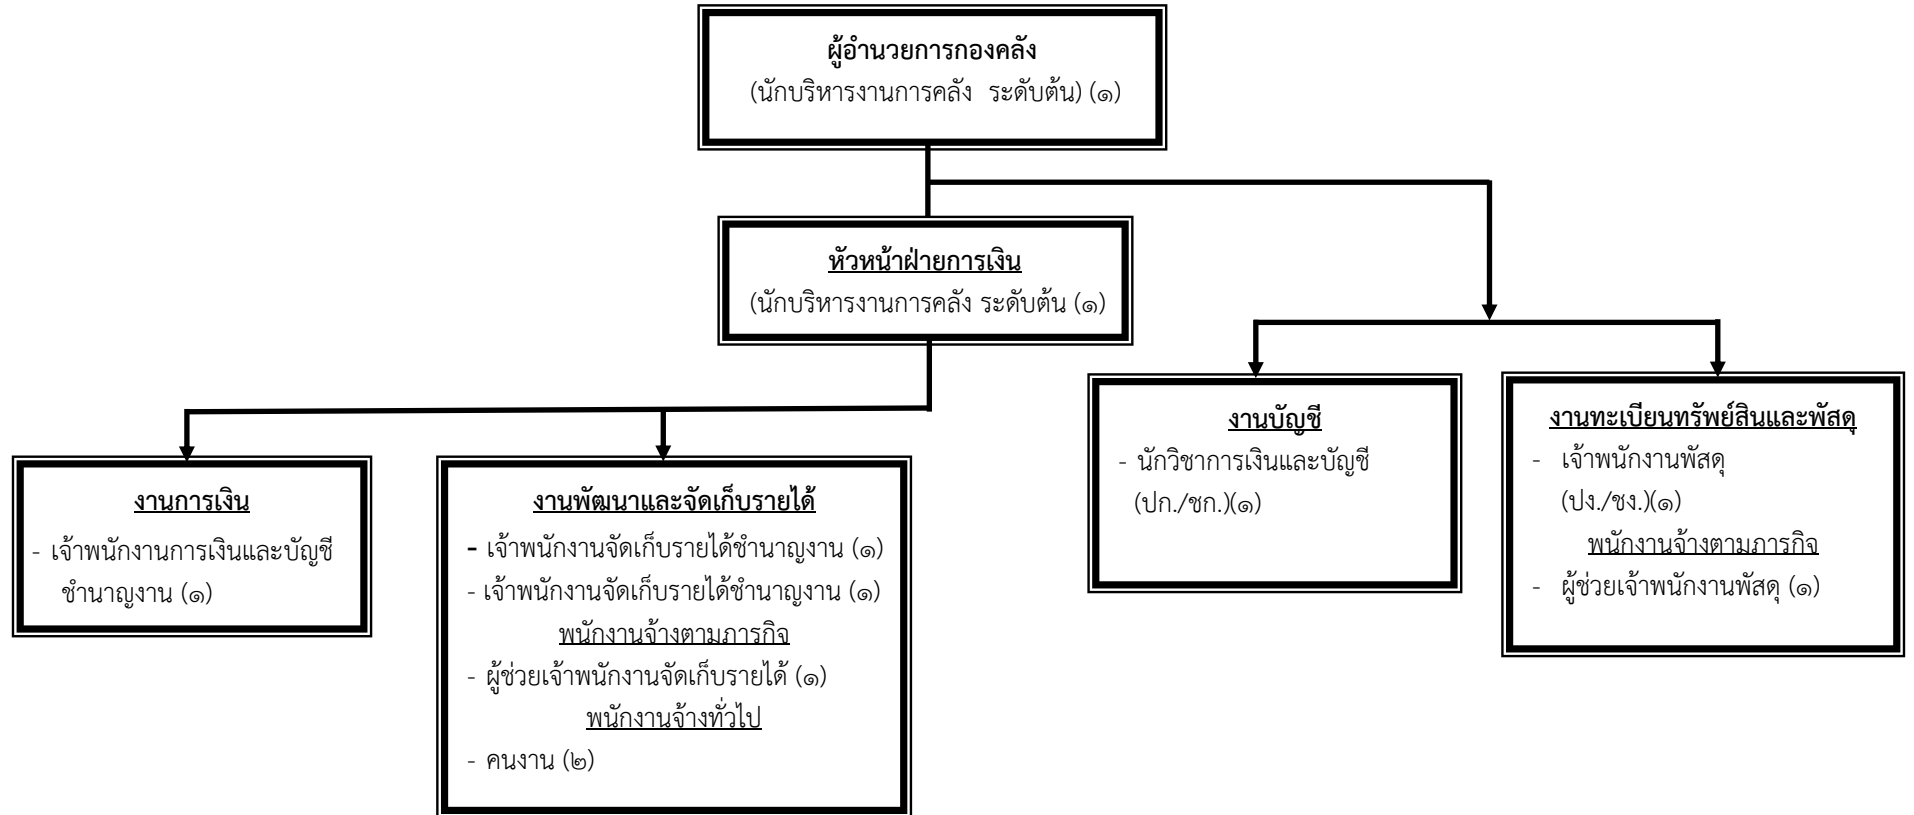 ผู้อำนวยการกองคลัง
(นักบริหารงานการคลัง ระดับต้น) (๑)
หัวหน้าฝ่ายการเงิน
(นักบริหารงานการคลัง ระดับต้น (๑)
งานการเงิน
- เจ้าพนักงานการเงินและบัญชี
ชำนาญงาน (๑)
งานพัฒนาและจัดเก็บรายได้
- เจ้าพนักงานจัดเก็บรายได้ชำนาญงาน (๑)
- เจ้าพนักงานจัดเก็บรายได้ชำนาญงาน (๑)
พนักงานจ้างตามภารกิจ
- ผู้ช่วยเจ้าพนักงานจัดเก็บรายได้ (๑)
พนักงานจ้างทั่วไป
- คนงาน (๒)
งานบัญชี
- นักวิชาการเงินและบัญชี
(ปก./ชก.)(๑)
งานทะเบียนทรัพย์สินและพัสดุ
- เจ้าพนักงานพัสดุ
(ปง./ชง.)(๑)
พนักงานจ้างตามภารกิจ
- ผู้ช่วยเจ้าพนักงานพัสดุ (๑)